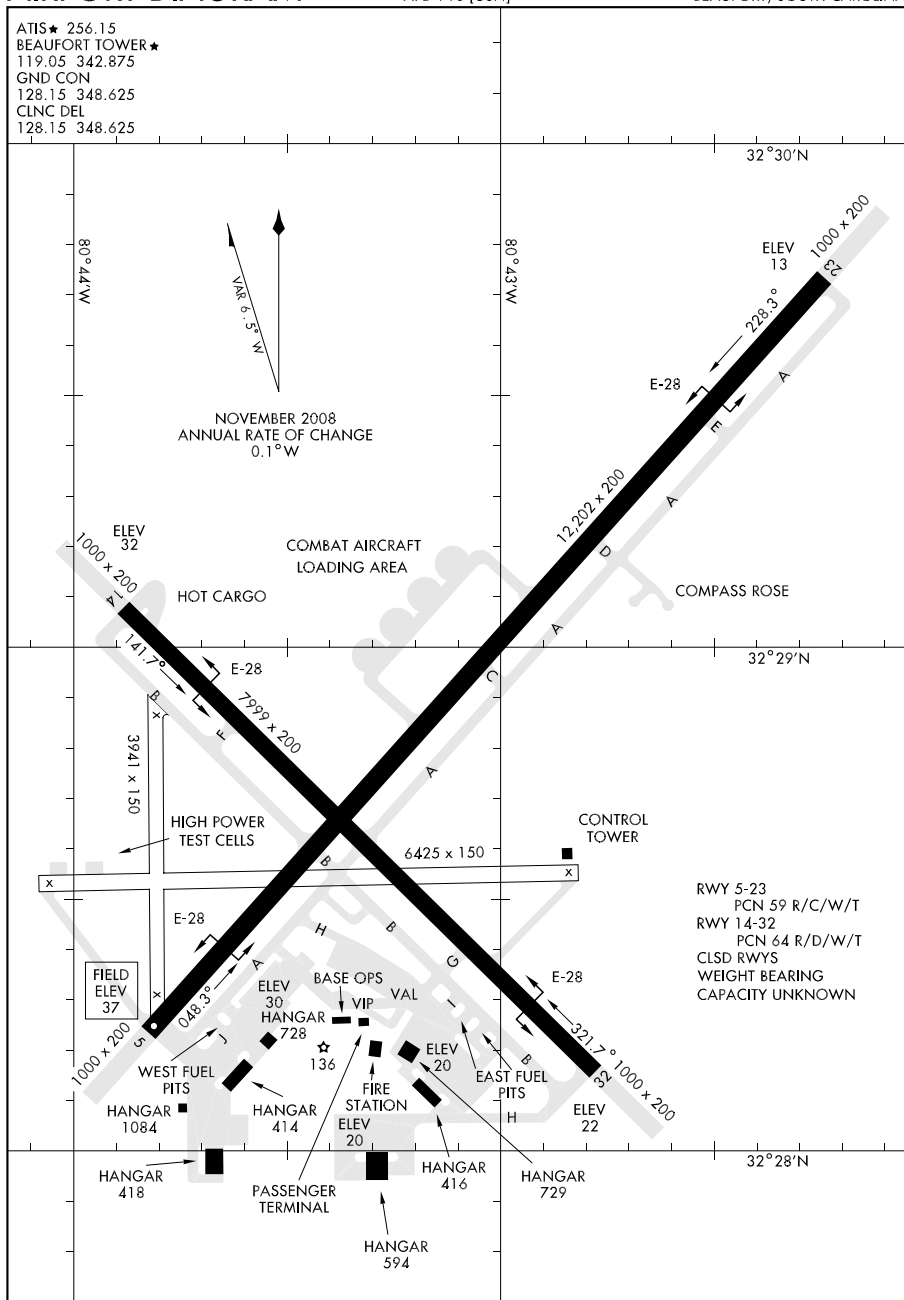 ATIS★ 256.15
BEAUFORT TOWER★
119.05 342.875
GND CON
128.15 348.625
CLNC DEL
128.15 348.625
32°30'N
80°44'W
80°43'W
VAR 6.5° W
NOVEMBER 2008
ANNUAL RATE OF CHANGE
0.1°W
ELEV
13
1000 x 200
23
228.3°
E-28
A
E
A
12,202 x 200
D
COMPASS ROSE
A
C
A
COMBAT AIRCRAFT
LOADING AREA
ELEV
32
1000 x 200
14
HOT CARGO
141.7°
E-28
32°29'N
B
x
F
7999 x 200
3941 x 150
HIGH POWER
TEST CELLS
CONTROL
TOWER
6425 x 150
x
x
B
RWY 5-23
PCN 59 R/C/W/T
RWY 14-32
PCN 64 R/D/W/T
CLSD RWYS
WEIGHT BEARING
CAPACITY UNKNOWN
E-28
H
B
G
A
I
B
E-28
FIELD
ELEV
37
x
048.3°
ELEV
30
BASE OPS
VIP
VAL
HANGAR
728
J
5
1000 x 200
WEST FUEL
PITS
136
FIRE
STATION
ELEV
20
EAST FUEL
PITS
321.7°
32
1000 x 200
ELEV
22
H
HANGAR
1084
HANGAR
414
ELEV
20
32°28'N
HANGAR
418
PASSENGER
TERMINAL
HANGAR
416
HANGAR
729
HANGAR
594